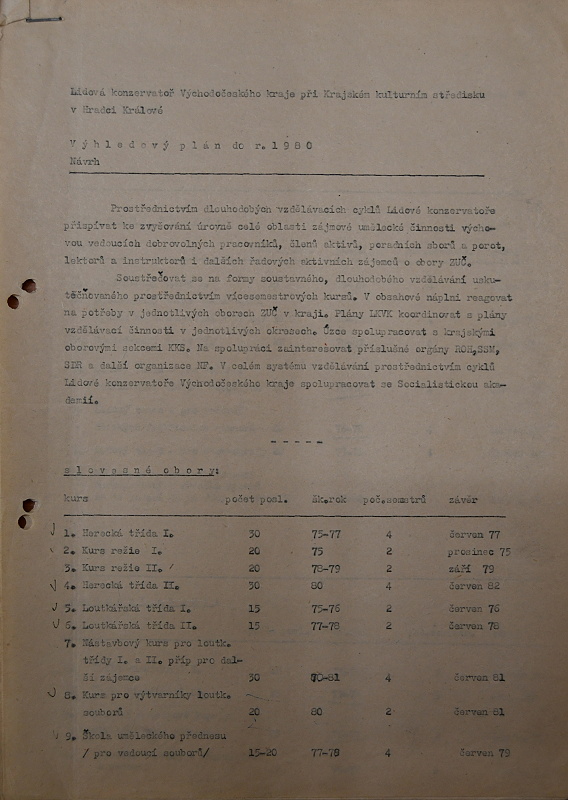 Lidová konzervatoř Východočeského kraje při Krajském kulturním středisku
v Hradci Králové
Výhledový plán do r. 1980
Návrh
Prostřednictvím dlouhodobých vzdělávacích cyklů Lidové konzervatoře
přispívat ke zvyšování úrovně celé oblasti zájmové umělecké činnosti výcho-
vou vedoucích dobrovolných pracovníků, členů aktivů, poradních sborů a porot,
lektorů a instruktorů i dalších řadových aktivních zájemců o obory ZUČ.
Soustřeďovat se na formy soustavného, dlouhodobého vzdělávání usku-
tečňovaného prostřednictvím vícesemestrových kursů. V obsahové náplni reagovat
na potřeby v jednotlivých oborech ZUČ v kraji. Plány LKVK koordinovat s plány
vzdělávací činnosti v jednotlivých okresech. Úzce spolupracovat s krajskými
oborovými sekcemi KKS. Na spolupráci zainteresovat příslušné orgány ROH,SSM,
SDR a další organizace NF. V celém systému vzdělávání prostřednictvím cyklů
Lidové konzervatoře Východočeského kraje spolupracovat se Socialistickou aka-
demií.
-----
slovesné obory:
kurs počet posl. šk.rok poč.semestrů závěr
1. Herecká třída I. 30 75-77 4 červen 77
2. Kurs režie I. 20 75 2 prosinec 75
3. Kurs režie II. 20 78-79 2 září 79
4. Herecká třída II. 30 80 4 červen 82
5. Loutkářská třída I. 15 75-76 2 červen 76
6. Loutkářská třída II. 15 77-78 2 červen 78
7. Nástavbový kurs pro loutk.
třídy I. a II. příp pro dal-
ší zájemce 30 -81 4 červen 81
8. Kurs pro výtvarníky loutk.
souborů 20 80 2 červen 81
9. Škola uměleckého přednesu
/ pro vedoucí souborů/ 15-20 77-78 4 červen 79